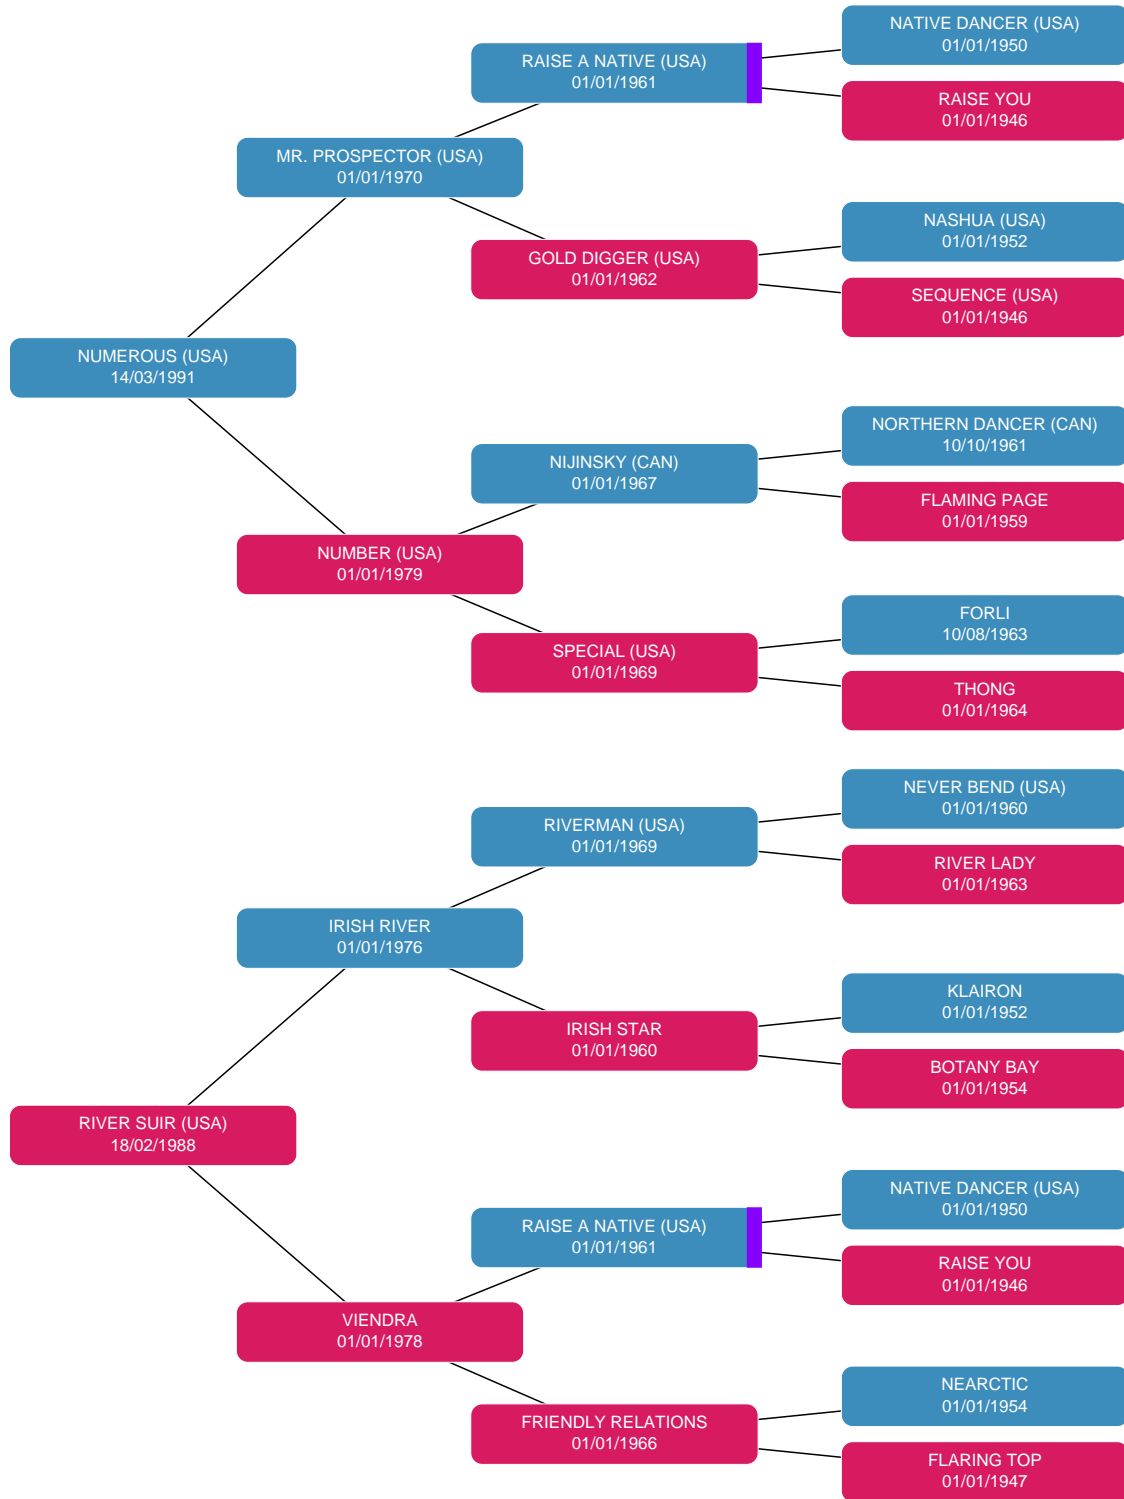 NATIVE DANCER (USA)
01/01/1950
RAISE A NATIVE (USA)
01/01/1961
RAISE YOU
01/01/1946
MR. PROSPECTOR (USA)
01/01/1970
NASHUA (USA)
01/01/1952
GOLD DIGGER (USA)
01/01/1962
SEQUENCE (USA)
01/01/1946
NUMEROUS (USA)
14/03/1991
NORTHERN DANCER (CAN)
10/10/1961
NIJINSKY (CAN)
01/01/1967
FLAMING PAGE
01/01/1959
NUMBER (USA)
01/01/1979
FORLI
10/08/1963
SPECIAL (USA)
01/01/1969
THONG
01/01/1964
NEVER BEND (USA)
01/01/1960
RIVERMAN (USA)
01/01/1969
RIVER LADY
01/01/1963
IRISH RIVER
01/01/1976
KLAIRON
01/01/1952
IRISH STAR
01/01/1960
BOTANY BAY
01/01/1954
RIVER SUIR (USA)
18/02/1988
NATIVE DANCER (USA)
01/01/1950
RAISE A NATIVE (USA)
01/01/1961
RAISE YOU
01/01/1946
VIENDRA
01/01/1978
NEARCTIC
01/01/1954
FRIENDLY RELATIONS
01/01/1966
FLARING TOP
01/01/1947